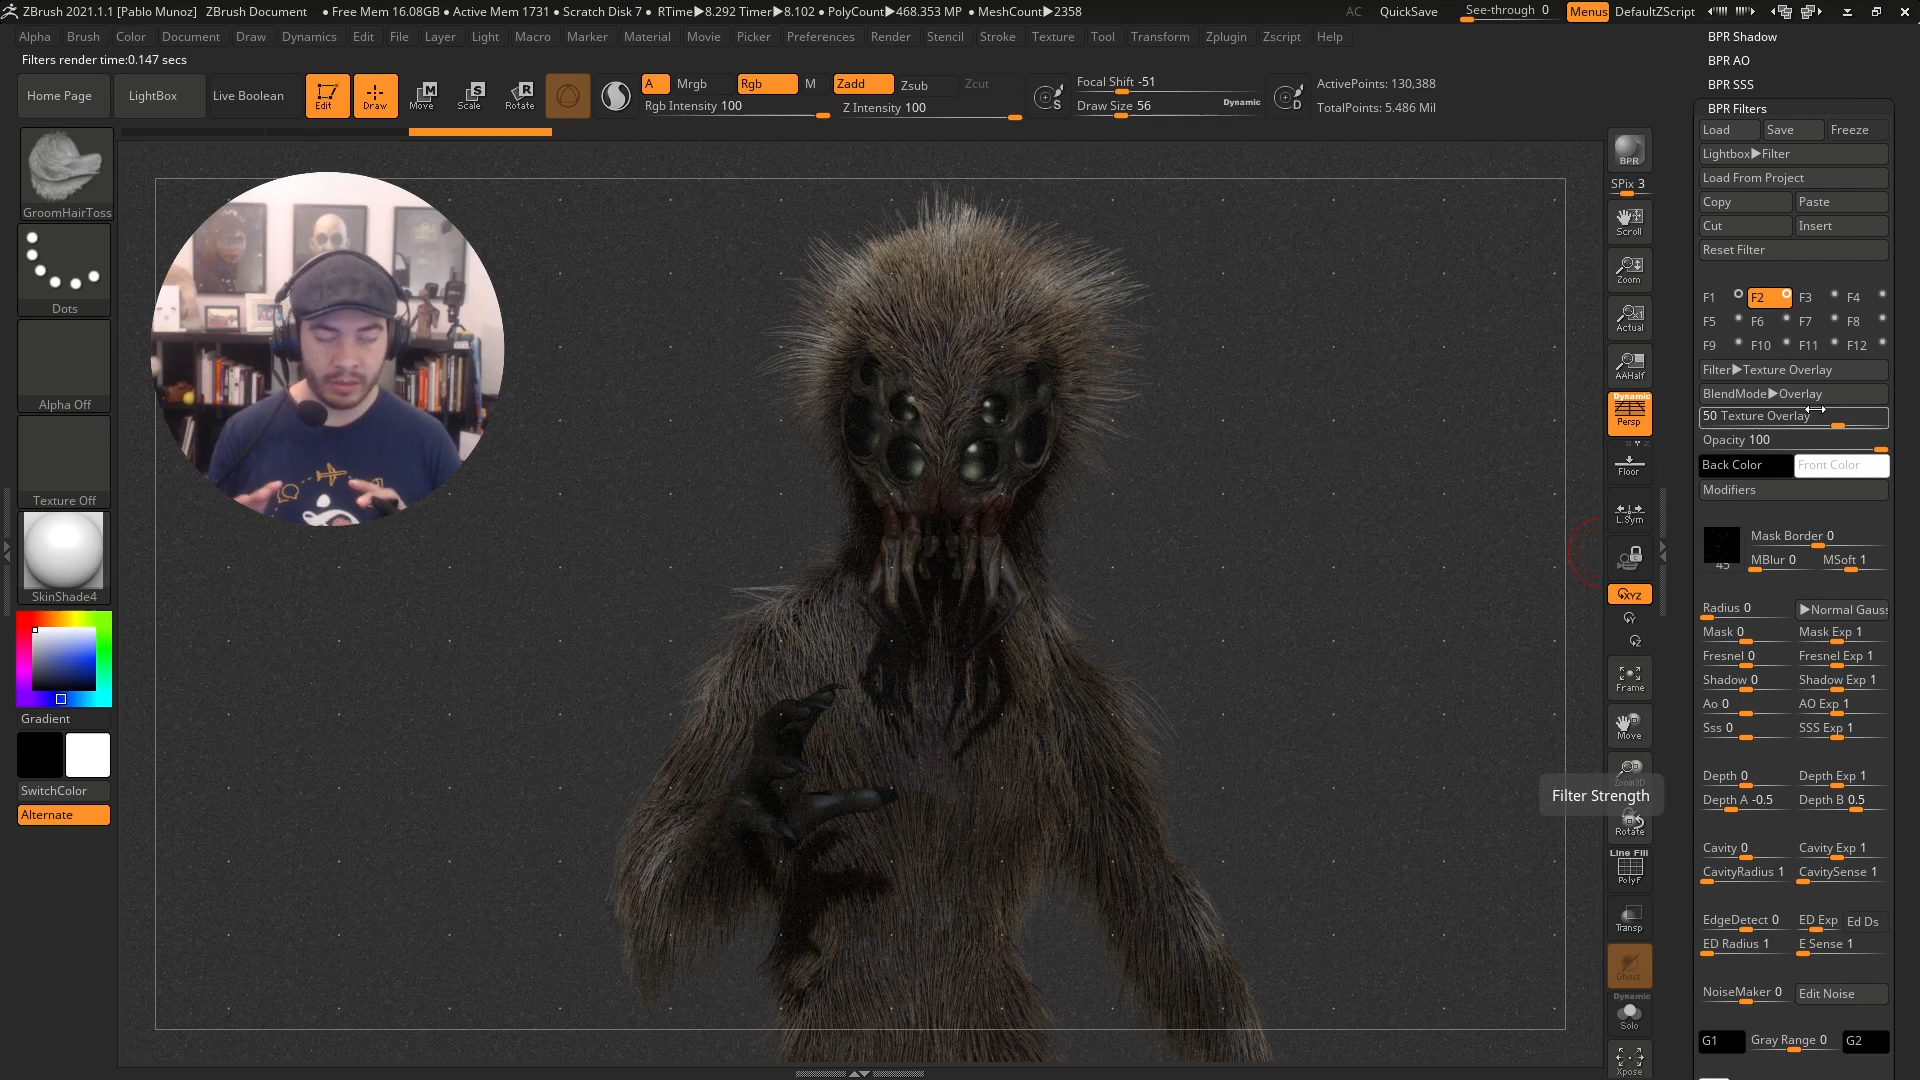 ZBrush 2021.1.1 [Pablo Munoz] ZBrush Document • Free Mem 16.08GB • Active Mem 1731 • Scratch Disk 7 • RTime▶8.292 Timer▶8.102 • PolyCount▶468.353 MP • MeshCount▶2358 AC QuickSave See-through 0 Menus DefaultZScript
Alpha Brush Color Document Draw Dynamics Edit File Layer Light Macro Marker Material Movie Picker Preferences Render Stencil Stroke Texture Tool Transform Zplugin Zscript Help
Filters render time:0.147 secs
Home Page LightBox Live Boolean Edit Draw Move Scale Rotate
A Mrgb Rgb M Zadd Zsub Zcut
Rgb Intensity 100 Z Intensity 100
Focal Shift -51
Draw Size 56 Dynamic
S D
ActivePoints: 130,388
TotalPoints: 5.486 Mil
GroomHairToss
Dots
Alpha Off
Texture Off
SkinShade4
Gradient
SwitchColor
Alternate
BPR
SPix 3
Scroll
Zoom
Actual
AAHalf
Dynamic
Persp
Floor
L.Sym
XYZ
Y
Z
Frame
Move
Zoom3D
Filter Strength
Rotate
Line Fill
PolyF
Transp
Ghost
Dynamic
Solo
Xpose
BPR Shadow
BPR AO
BPR SSS
BPR Filters
Load Save Freeze
Lightbox▶Filter
Load From Project
Copy Paste
Cut Insert
Reset Filter
F1 F2 F3 F4
F5 F6 F7 F8
F9 F10 F11 F12
Filter▶Texture Overlay
BlendMode▶Overlay
50 Texture Overlay
Opacity 100
Back Color Front Color
Modifiers
Mask Border 0
45 MBlur 0 MSoft 1
Radius 0 ▶Normal Gauss
Mask 0 Mask Exp 1
Fresnel 0 Fresnel Exp 1
Shadow 0 Shadow Exp 1
Ao 0 AO Exp 1
Sss 0 SSS Exp 1
Depth 0 Depth Exp 1
Depth A -0.5 Depth B 0.5
Cavity 0 Cavity Exp 1
CavityRadius 1 CavitySense 1
EdgeDetect 0 ED Exp Ed Ds
ED Radius 1 E Sense 1
NoiseMaker 0 Edit Noise
G1 Gray Range 0 G2